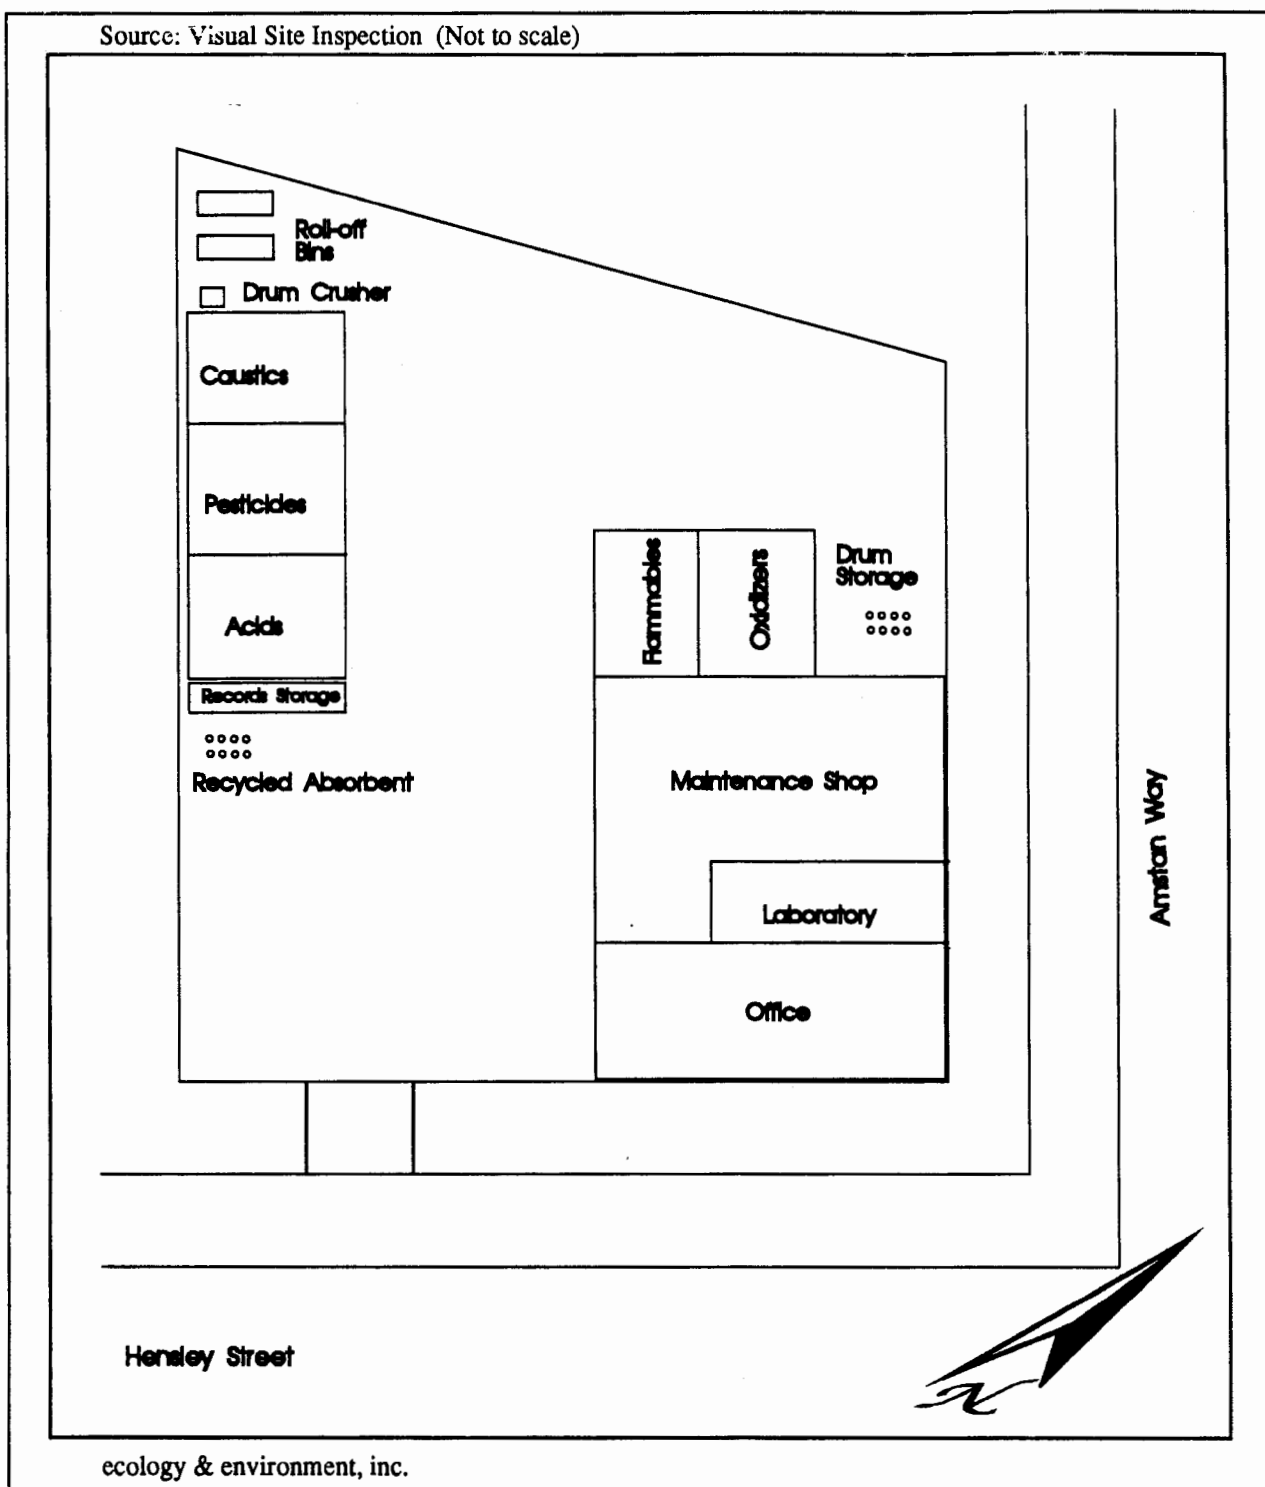 Source: Visual Site Inspection (Not to scale)
Roll-off
Bins
Drum Crusher
Caustics
Pesticides
Acids
Records Storage
Recycled Absorbent
Flammables
Oxidizers
Drum
Storage
Maintenance Shop
Laboratory
Office
Amstan Way
Hensley Street
N
ecology & environment, inc.